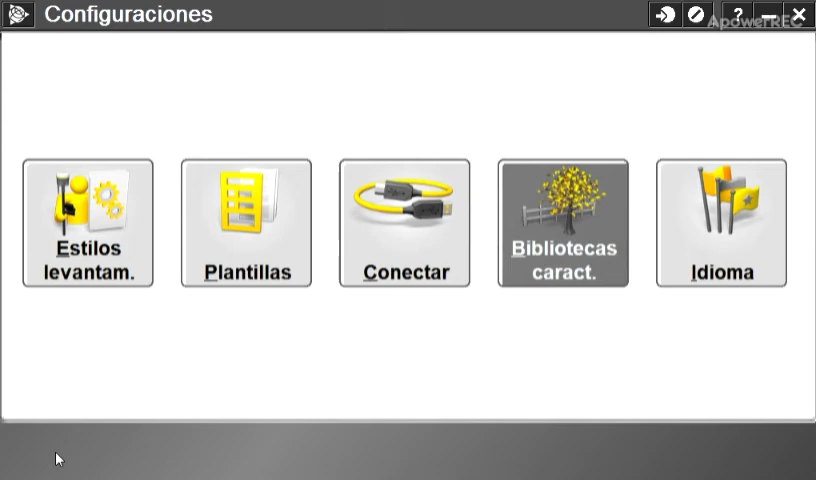 Configuraciones
?
ApowerREC
Estilos
levantam.
Plantillas
Conectar
Bibliotecas
caract.
Idioma